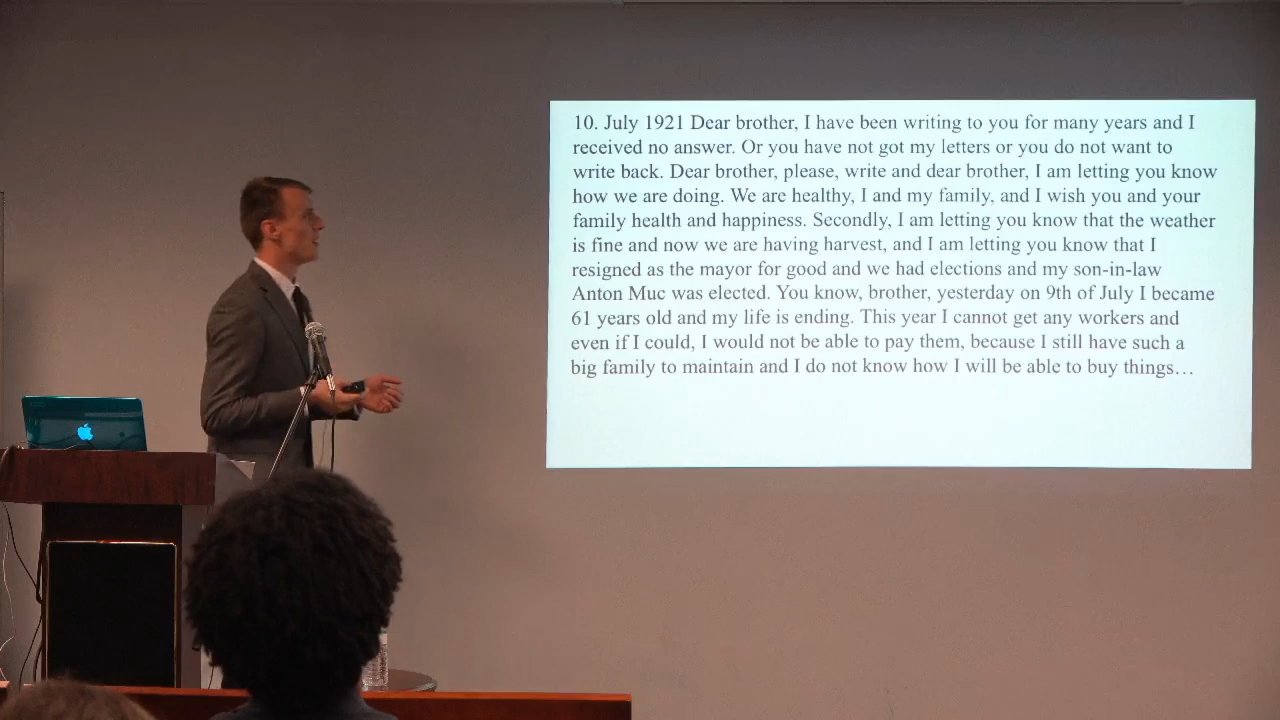 10. July 1921 Dear brother, I have been writing to you for many years and I
received no answer. Or you have not got my letters or you do not want to
write back. Dear brother, please, write and dear brother, I am letting you know
how we are doing. We are healthy, I and my family, and I wish you and your
family health and happiness. Secondly, I am letting you know that the weather
is fine and now we are having harvest, and I am letting you know that I
resigned as the mayor for good and we had elections and my son-in-law
Anton Muc was elected. You know, brother, yesterday on 9th of July I became
61 years old and my life is ending. This year I cannot get any workers and
even if I could, I would not be able to pay them, because I still have such a
big family to maintain and I do not know how I will be able to buy things…